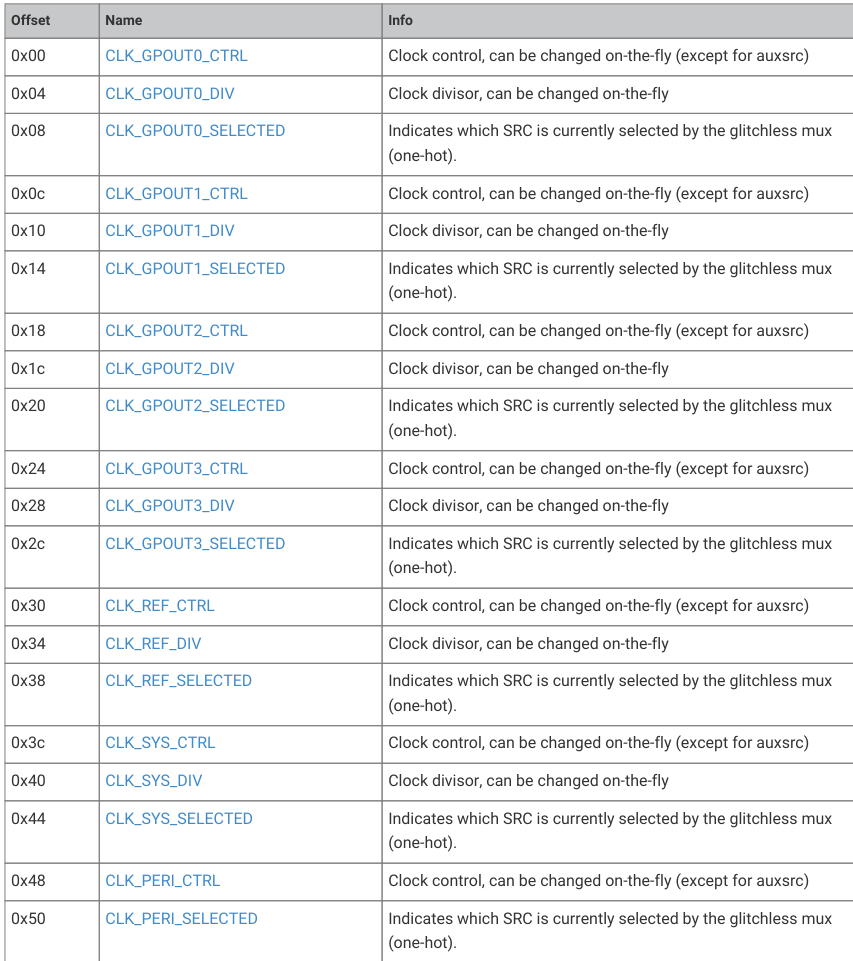 Offset Name Info
0x00 CLK_GPOUT0_CTRL Clock control, can be changed on-the-fly (except for auxsrc)
0x04 CLK_GPOUT0_DIV Clock divisor, can be changed on-the-fly
0x08 CLK_GPOUT0_SELECTED Indicates which SRC is currently selected by the glitchless mux
(one-hot).
0x0c CLK_GPOUT1_CTRL Clock control, can be changed on-the-fly (except for auxsrc)
0x10 CLK_GPOUT1_DIV Clock divisor, can be changed on-the-fly
0x14 CLK_GPOUT1_SELECTED Indicates which SRC is currently selected by the glitchless mux
(one-hot).
0x18 CLK_GPOUT2_CTRL Clock control, can be changed on-the-fly (except for auxsrc)
0x1c CLK_GPOUT2_DIV Clock divisor, can be changed on-the-fly
0x20 CLK_GPOUT2_SELECTED Indicates which SRC is currently selected by the glitchless mux
(one-hot).
0x24 CLK_GPOUT3_CTRL Clock control, can be changed on-the-fly (except for auxsrc)
0x28 CLK_GPOUT3_DIV Clock divisor, can be changed on-the-fly
0x2c CLK_GPOUT3_SELECTED Indicates which SRC is currently selected by the glitchless mux
(one-hot).
0x30 CLK_REF_CTRL Clock control, can be changed on-the-fly (except for auxsrc)
0x34 CLK_REF_DIV Clock divisor, can be changed on-the-fly
0x38 CLK_REF_SELECTED Indicates which SRC is currently selected by the glitchless mux
(one-hot).
0x3c CLK_SYS_CTRL Clock control, can be changed on-the-fly (except for auxsrc)
0x40 CLK_SYS_DIV Clock divisor, can be changed on-the-fly
0x44 CLK_SYS_SELECTED Indicates which SRC is currently selected by the glitchless mux
(one-hot).
0x48 CLK_PERI_CTRL Clock control, can be changed on-the-fly (except for auxsrc)
0x50 CLK_PERI_SELECTED Indicates which SRC is currently selected by the glitchless mux
(one-hot).